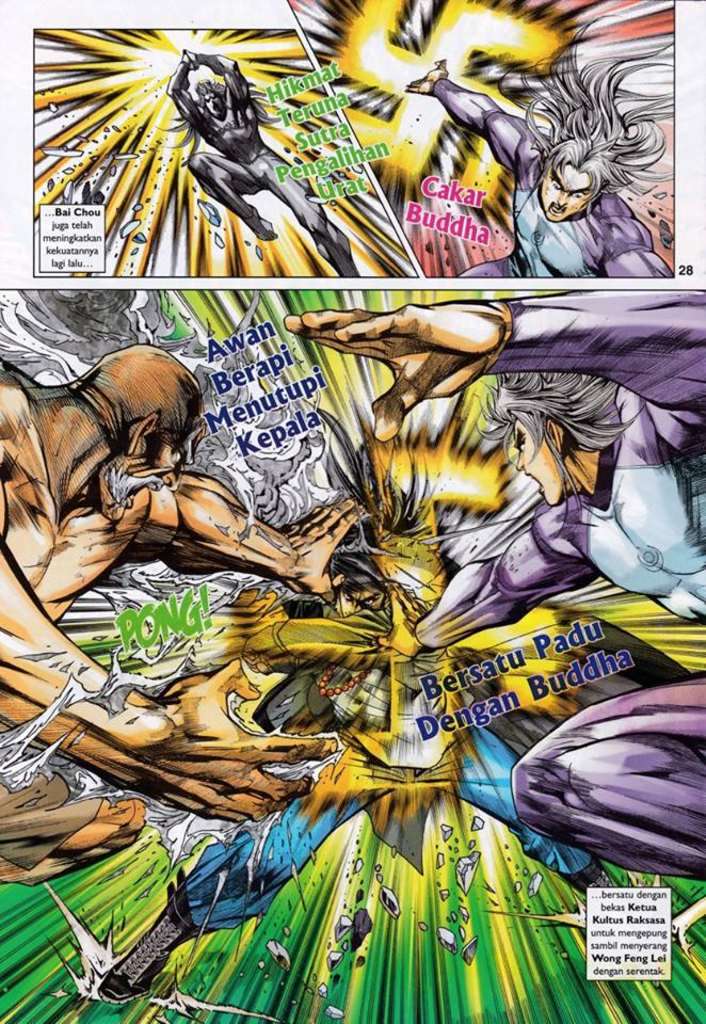 Hikmat
Teruna
Sutra
Pengalihan
Urat
Cakar
Buddha
...Bai Chou
juga telah
meningkatkan
kekuatannya
lagi lalu...
28
Awan
Berapi
Menutupi
Kepala
PONG!
Bersatu Padu
Dengan Buddha
...bersatu dengan
bekas Ketua
Kultus Raksasa
untuk mengepung
sambil menyerang
Wong Feng Lei
dengan serentak.